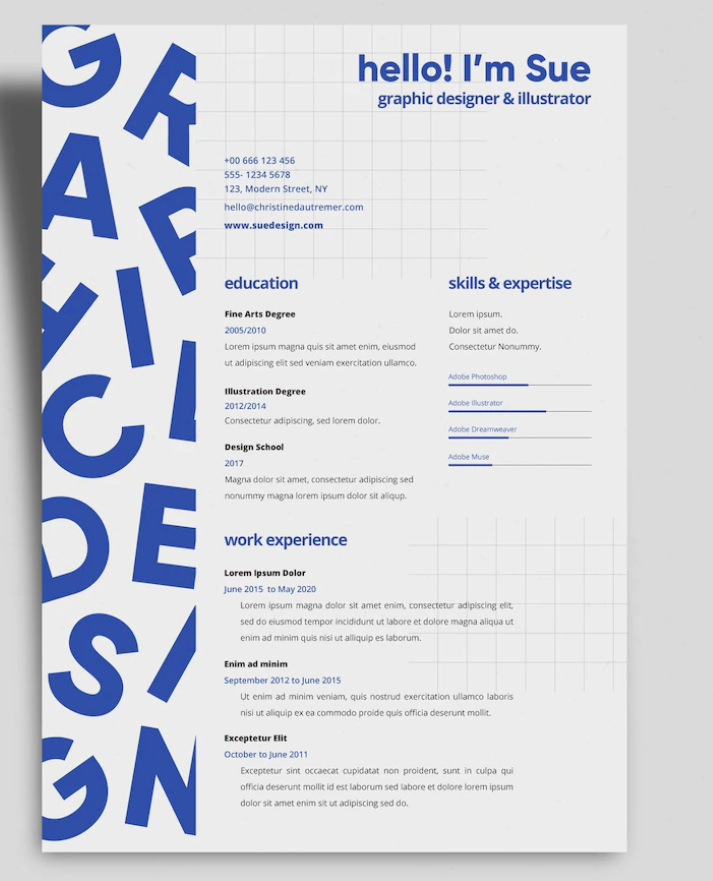 GRAPHIC DESIGN
hello! I'm Sue
graphic designer & illustrator
+00 666 123 456
555- 1234 5678
123, Modern Street, NY
hello@christinedautremer.com
www.suedesign.com
education
Fine Arts Degree
2005/2010
Lorem ipsum magna quis sit amet enim, eiusmod
ut adipiscing elit sed veniam exercitation ullamco.
Illustration Degree
2012/2014
Consectetur adipiscing, sed lorem dolor.
Design School
2017
Magna dolor sit amet, consectetur adipiscing sed
nonummy magna lorem ipsum dolor sit aliqup.
skills & expertise
Lorem ipsum.
Dolor sit amet do.
Consectetur Nonummy.
Adobe Photoshop
Adobe Illustrator
Adobe Dreamweaver
Adobe Muse
work experience
Lorem Ipsum Dolor
June 2015 to May 2020
Lorem ipsum magna dolor sit amet enim, consectetur adipiscing elit,
sed do eiusmod tempor incididunt ut labore et dolore magna aliqua ut
enim ad minim quis nisi ut alliquip es laborum.
Enim ad minim
September 2012 to June 2015
Ut enim ad minim veniam, quis nostrud exercitation ullamco laboris
nisi ut aliquip ex ea commodo proide quis officia deserunt mollit.
Exceptetur Elit
October to June 2011
Excepteur sint occaecat cupidatat non proident, sunt in culpa qui
officia deserunt mollit id est laborum sed labore et dolore lorem ipsum
dolor sit amet enim sit ut adipiscing sed do.